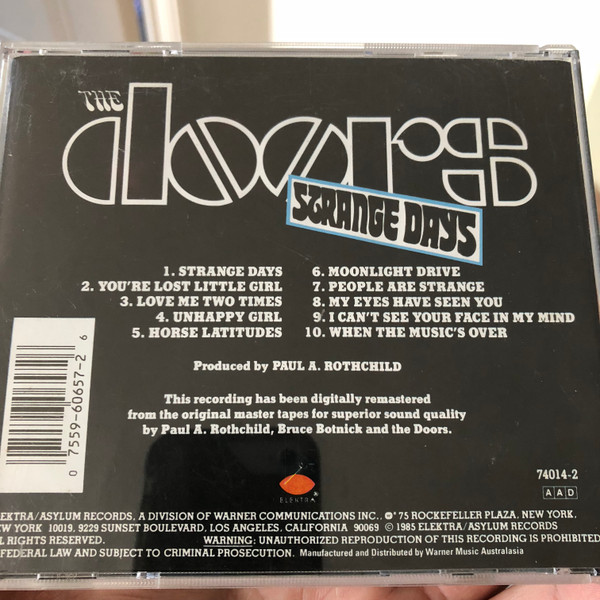 THE
doors
STRANGE DAYS
1. STRANGE DAYS
2. YOU'RE LOST LITTLE GIRL
3. LOVE ME TWO TIMES
4. UNHAPPY GIRL
5. HORSE LATITUDES
6. MOONLIGHT DRIVE
7. PEOPLE ARE STRANGE
8. MY EYES HAVE SEEN YOU
9. I CAN'T SEE YOUR FACE IN MY MIND
10. WHEN THE MUSIC'S OVER
Produced by PAUL A. ROTHCHILD
This recording has been digitally remastered
from the original master tapes for superior sound quality
by Paul A. Rothchild, Bruce Botnick and the Doors.
0 7559-60657-2 6
ELEKTRA
74014-2
AAD
ELEKTRA/ASYLUM RECORDS, A DIVISION OF WARNER COMMUNICATIONS INC., 75 ROCKEFELLER PLAZA, NEW YORK,
NEW YORK 10019, 9229 SUNSET BOULEVARD, LOS ANGELES, CALIFORNIA 90069 © 1985 ELEKTRA/ASYLUM RECORDS
RIGHTS RESERVED. WARNING: UNAUTHORIZED REPRODUCTION OF THIS RECORDING IS PROHIBITED
FEDERAL LAW AND SUBJECT TO CRIMINAL PROSECUTION. Manufactured and Distributed by Warner Music Australasia